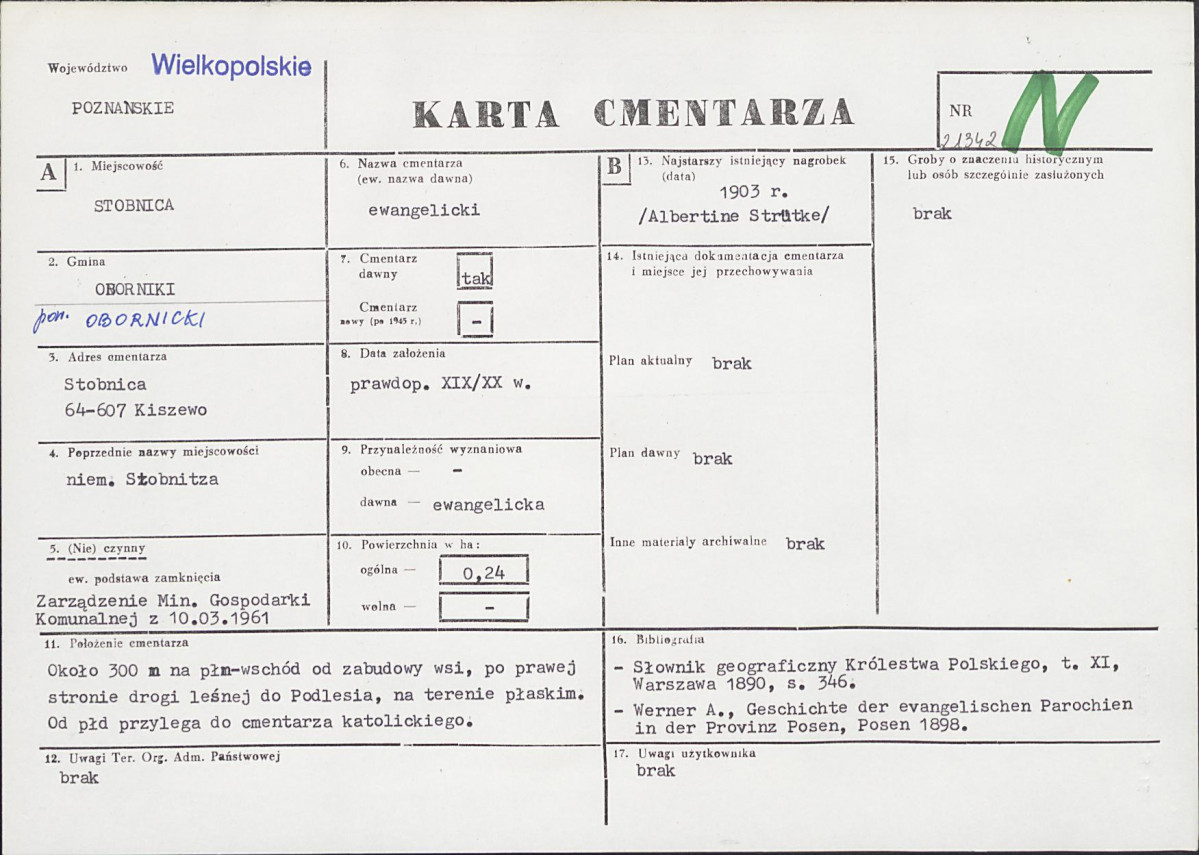 Województwo Wielkopolskie
POZNAŃSKIE
KARTA CMENTARZA
NR
21342
N
A
1. Miejscowość
STOBNICA
2. Gmina
OBORNIKI
pow. OBORNICKI
3. Adres cmentarza
Stobnica
64-607 Kiszewo
4. Poprzednie nazwy miejscowości
niem. Stobnitza
5. (Nie) czynny
ew. podstawa zamknięcia
Zarządzenie Min. Gospodarki
Komunalnej z 10.03.1961
6. Nazwa cmentarza
(ew. nazwa dawna)
ewangelicki
7. Cmentarz
dawny
tak
Cmentarz
nowy (po 1945 r.)
-
8. Data założenia
prawdop. XIX/XX w.
9. Przynależność wyznaniowa
obecna — -
dawna — ewangelicka
10. Powierzchnia w ha:
ogólna — 0,24
wolna — -
B
13. Najstarszy istniejący nagrobek
(data)
1903 r.
/Albertine Strütke/
14. Istniejąca dokumentacja cmentarza
i miejsce jej przechowywania
Plan aktualny brak
Plan dawny brak
Inne materiały archiwalne brak
15. Groby o znaczeniu historycznym
lub osób szczególnie zasłużonych
brak
11. Położenie cmentarza
Około 300 m na płn-wschód od zabudowy wsi, po prawej
stronie drogi leśnej do Podlesia, na terenie płaskim.
Od płd przylega do cmentarza katolickiego.
12. Uwagi Ter. Org. Adm. Państwowej
brak
16. Bibliografia
- Słownik geograficzny Królestwa Polskiego, t. XI,
Warszawa 1890, s. 346.
- Werner A., Geschichte der evangelischen Parochien
in der Provinz Posen, Posen 1898.
17. Uwagi użytkownika
brak